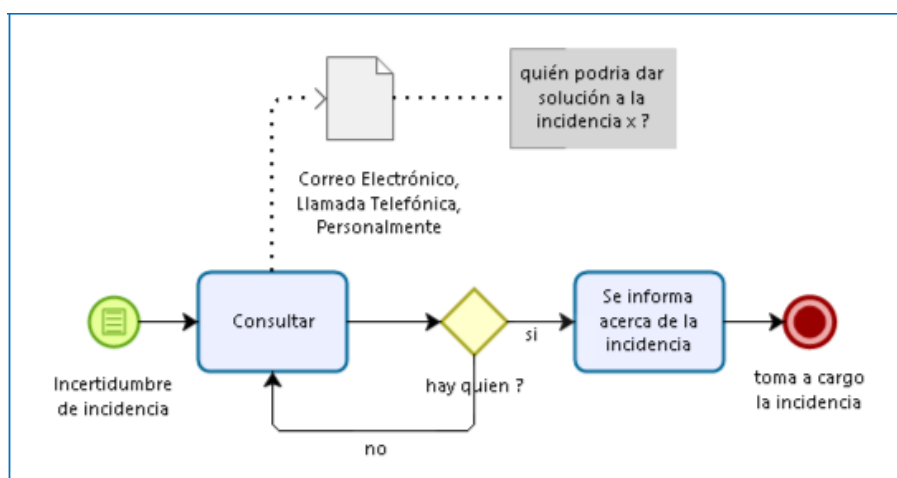 quién podria dar
solución a la
incidencia x ?
Correo Electrónico,
Llamada Telefónica,
Personalmente
Incertidumbre
de incidencia
Consultar
hay quien ?
si
no
Se informa
acerca de la
incidencia
toma a cargo
la incidencia